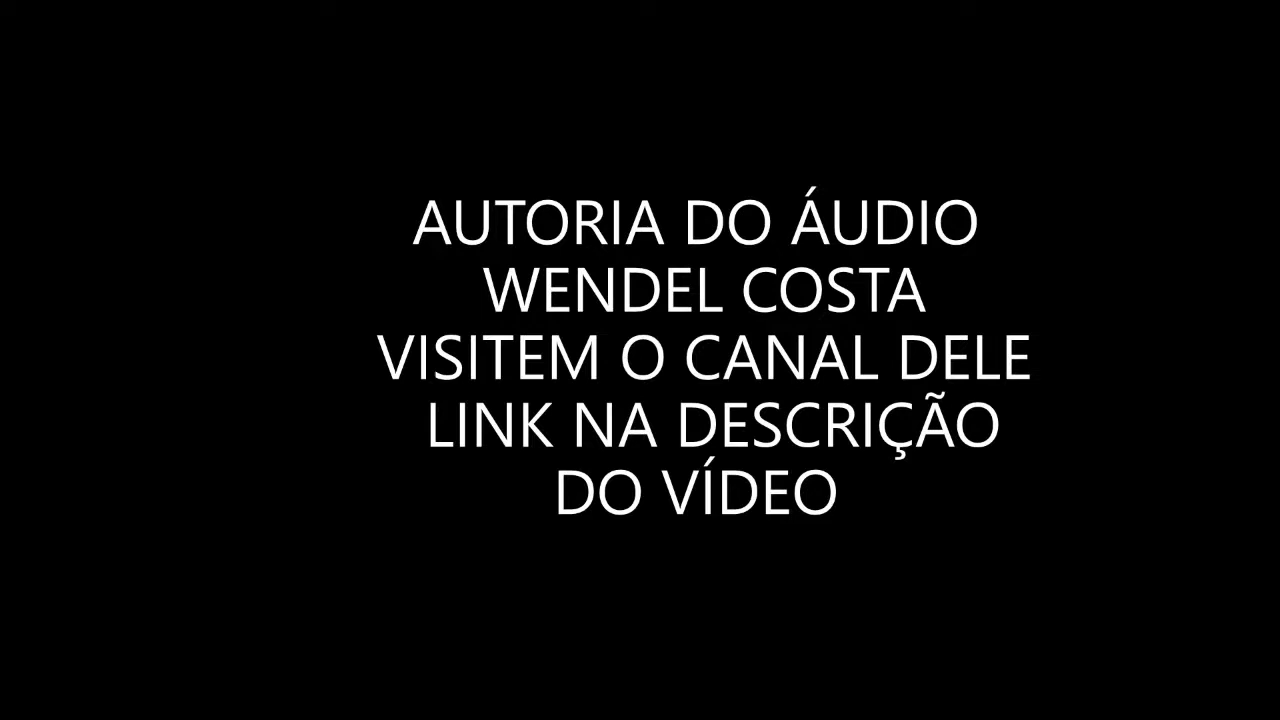 AUTORIA DO ÁUDIO
WENDEL COSTA
VISITEM O CANAL DELE
LINK NA DESCRIÇÃO
DO VÍDEO